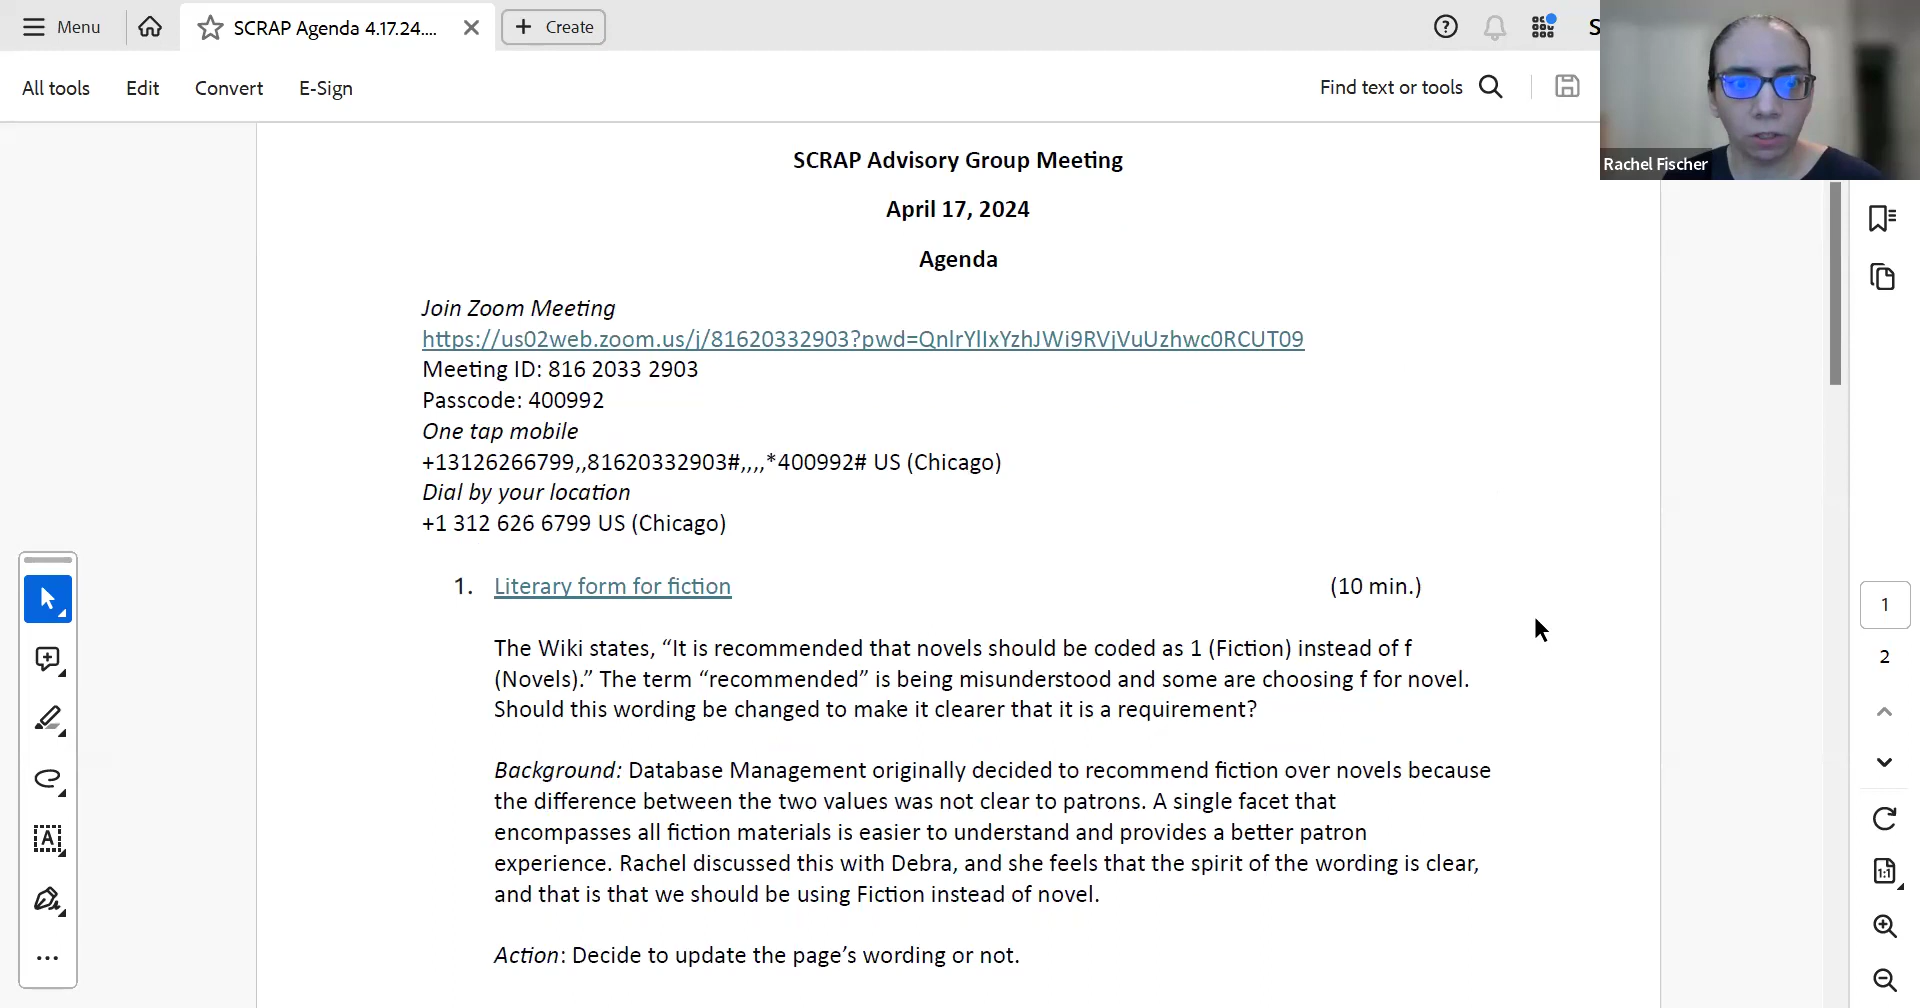 Menu
SCRAP Agenda 4.17.24....
Create
All tools
Edit
Convert
E-Sign
Find text or tools
Rachel Fischer
SCRAP Advisory Group Meeting
April 17, 2024
Agenda
Join Zoom Meeting
https://us02web.zoom.us/j/81620332903?pwd=QnlrYlIxYzhJWi9RVjVuUzhwc0RCUT09
Meeting ID: 816 2033 2903
Passcode: 400992
One tap mobile
+13126266799,,81620332903#,,,,*400992# US (Chicago)
Dial by your location
+1 312 626 6799 US (Chicago)
1. Literary form for fiction (10 min.)
The Wiki states, “It is recommended that novels should be coded as 1 (Fiction) instead of f
(Novels).” The term “recommended” is being misunderstood and some are choosing f for novel.
Should this wording be changed to make it clearer that it is a requirement?
Background: Database Management originally decided to recommend fiction over novels because
the difference between the two values was not clear to patrons. A single facet that
encompasses all fiction materials is easier to understand and provides a better patron
experience. Rachel discussed this with Debra, and she feels that the spirit of the wording is clear,
and that is that we should be using Fiction instead of novel.
Action: Decide to update the page’s wording or not.
1
2
1:1